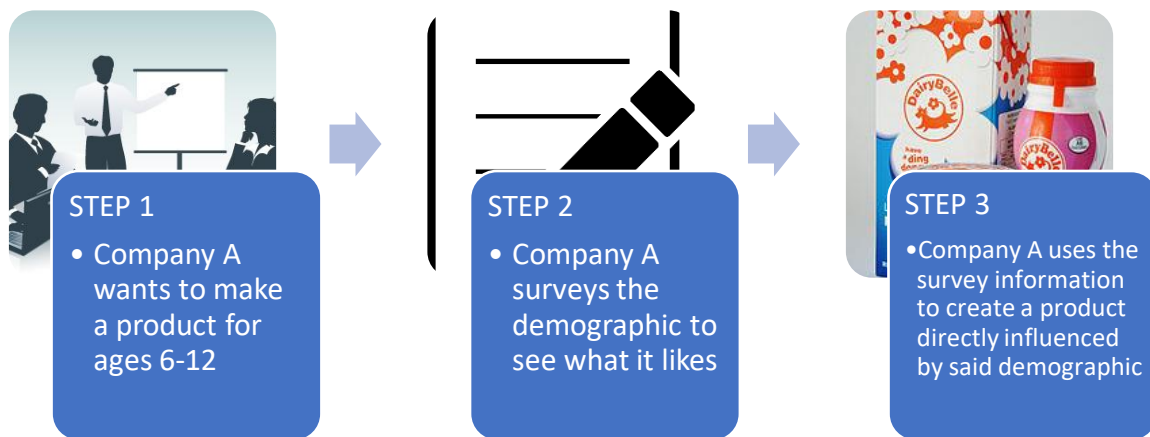 STEP 1
• Company A
wants to make
a product for
ages 6-12
STEP 2
• Company A
surveys the
demographic to
see what it likes
DairyBelle
have
DairyBelle
STEP 3
•Company A uses the
survey information
to create a product
directly influenced
by said demographic